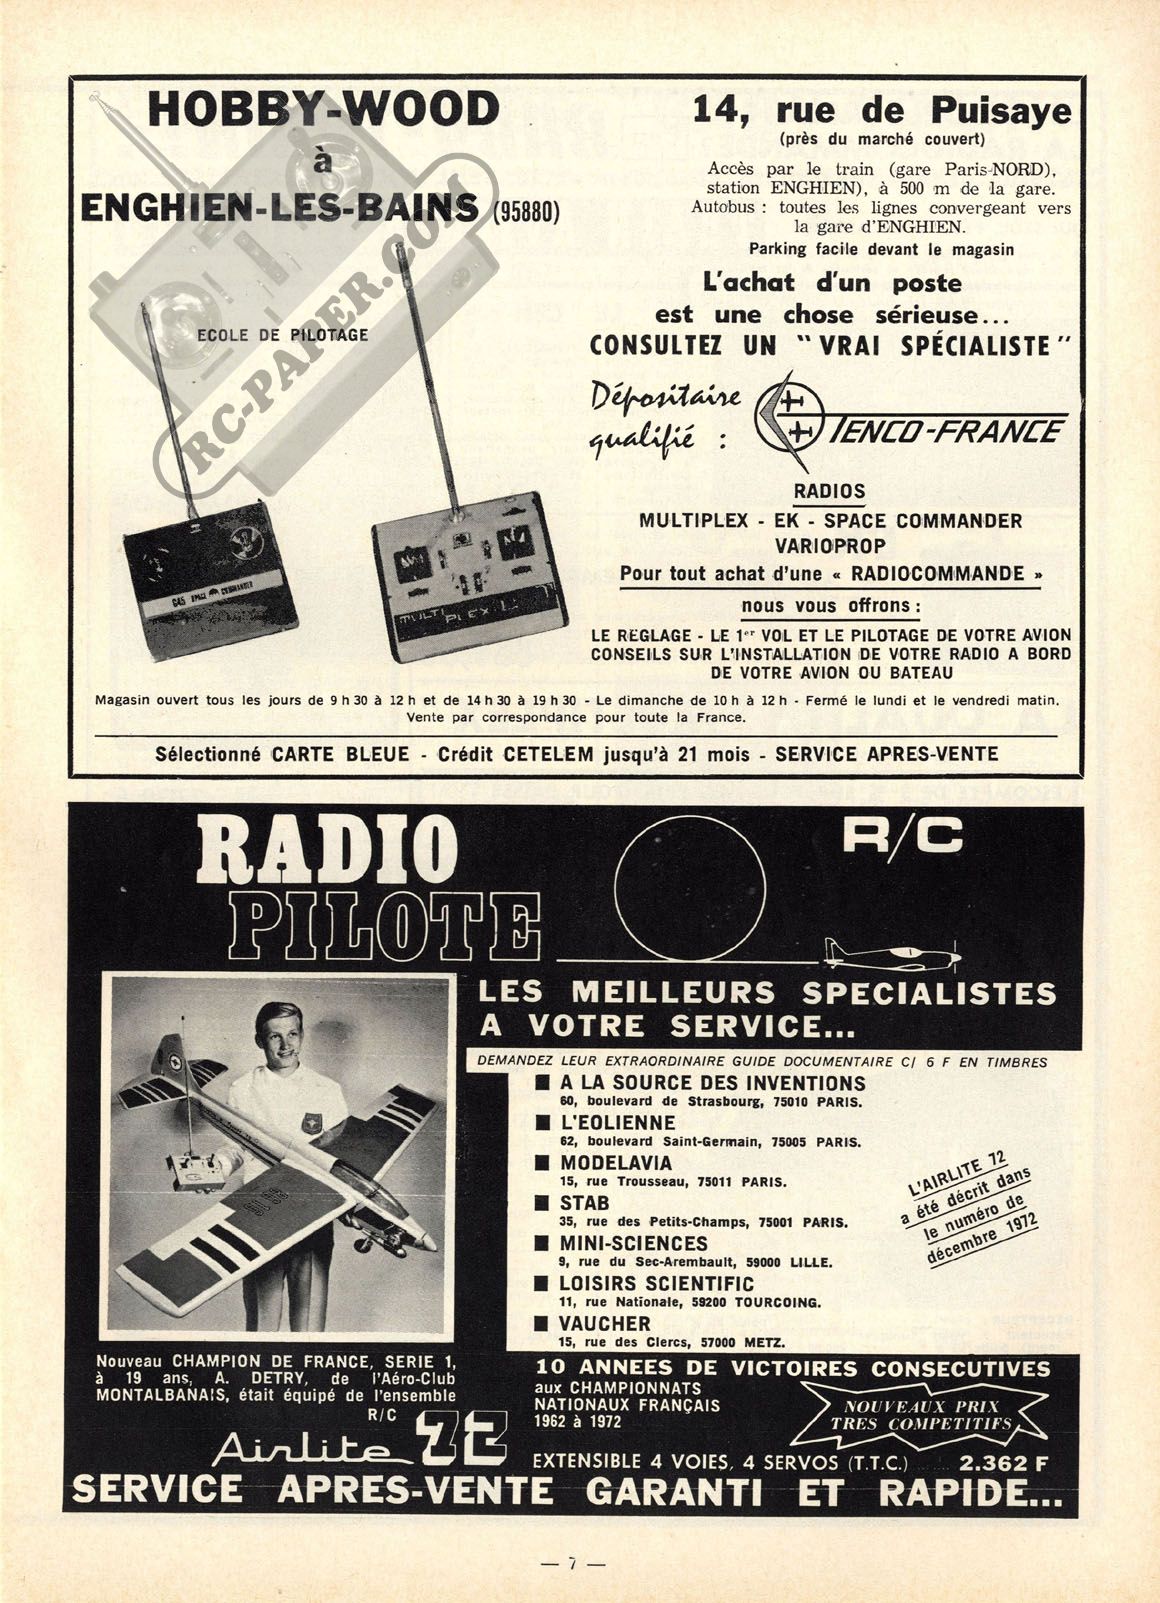 HOBBY-WOOD
à
ENGHIEN-LES-BAINS (95880)
ECOLE DE PILOTAGE
RC-PAPER.COM
G45 SPACE COMMANDER
MULTIPLEX
14, rue de Puisaye
(près du marché couvert)
Accès par le train (gare Paris-NORD),
station ENGHIEN), à 500 m de la gare.
Autobus : toutes les lignes convergeant vers
la gare d'ENGHIEN.
Parking facile devant le magasin
L'achat d'un poste
est une chose sérieuse...
CONSULTEZ UN "VRAI SPÉCIALISTE"
Dépositaire
qualifié :
TENCO-FRANCE
RADIOS
MULTIPLEX - EK - SPACE COMMANDER
VARIOPROP
Pour tout achat d'une « RADIOCOMMANDE »
nous vous offrons :
LE REGLAGE - LE 1er VOL ET LE PILOTAGE DE VOTRE AVION
CONSEILS SUR L'INSTALLATION DE VOTRE RADIO A BORD
DE VOTRE AVION OU BATEAU
Magasin ouvert tous les jours de 9 h 30 à 12 h et de 14 h 30 à 19 h 30 - Le dimanche de 10 h à 12 h - Fermé le lundi et le vendredi matin.
Vente par correspondance pour toute la France.
Sélectionné CARTE BLEUE - Crédit CETELEM jusqu'à 21 mois - SERVICE APRES-VENTE
RADIO
PILOTE
R/C
LES MEILLEURS SPECIALISTES
A VOTRE SERVICE...
DEMANDEZ LEUR EXTRAORDINAIRE GUIDE DOCUMENTAIRE C/ 6 F EN TIMBRES
■ A LA SOURCE DES INVENTIONS
60, boulevard de Strasbourg, 75010 PARIS.
■ L'EOLIENNE
62, boulevard Saint-Germain, 75005 PARIS.
■ MODELAVIA
15, rue Trousseau, 75011 PARIS.
■ STAB
35, rue des Petits-Champs, 75001 PARIS.
■ MINI-SCIENCES
9, rue du Sec-Arembault, 59000 LILLE.
■ LOISIRS SCIENTIFIC
11, rue Nationale, 59200 TOURCOING.
■ VAUCHER
15, rue des Clercs, 57000 METZ.
L'AIRLITE 72
a été décrit dans
le numéro de
décembre 1972
Nouveau CHAMPION DE FRANCE, SERIE 1,
à 19 ans, A. DETRY, de l'Aéro-Club
MONTALBANAIS, était équipé de l'ensemble
R/C
Airlite 72
10 ANNEES DE VICTOIRES CONSECUTIVES
aux CHAMPIONNATS
NATIONAUX FRANÇAIS
1962 à 1972
NOUVEAUX PRIX
TRES COMPETITIFS
EXTENSIBLE 4 VOIES, 4 SERVOS (T.T.C.) ...... 2.362 F
SERVICE APRES-VENTE GARANTI ET RAPIDE...
— 7 —